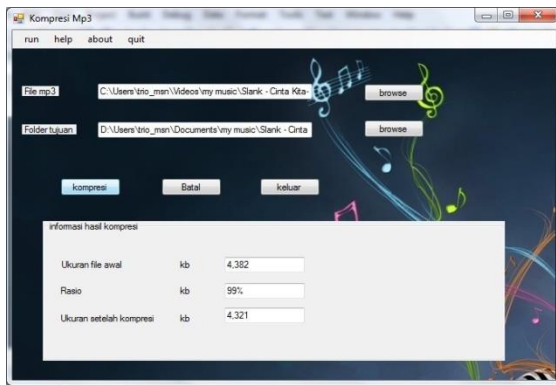 Kompresi Mp3
run help about quit
File mp3 C:\Users\trio_msn\Videos\my music\Slank - Cinta Kita- browse
Folder tujuan D:\Users\trio_msn\Documents\my music\Slank - Cinta browse
kompresi Batal keluar
informasi hasil kompresi
Ukuran file awal kb 4,382
Rasio kb 99%
Ukuran setelah kompresi kb 4,321